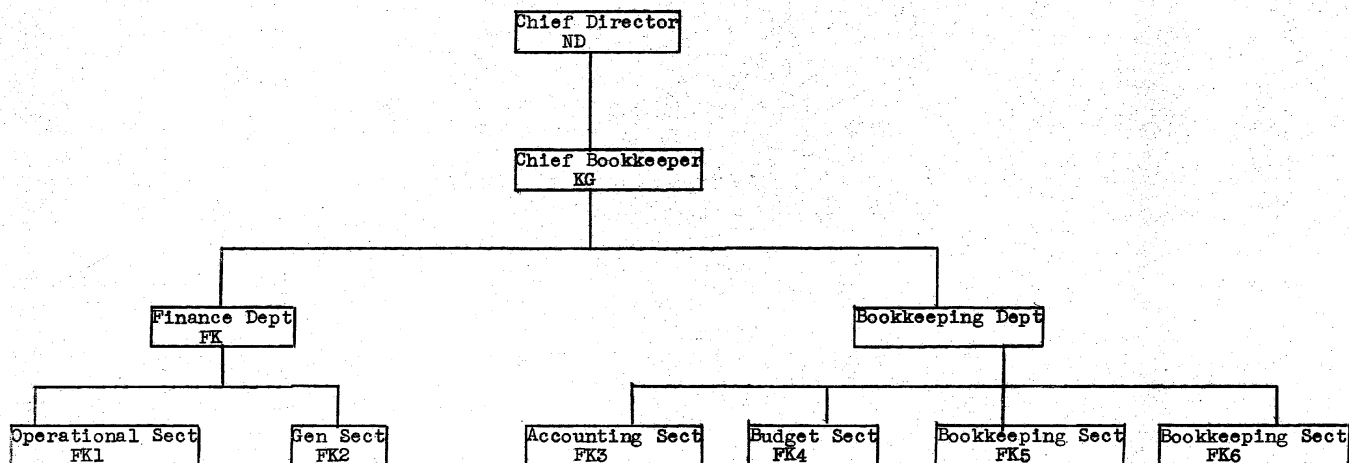 Chief Director
ND
Chief Bookkeeper
KG
Finance Dept
FK
Bookkeeping Dept
Operational Sect
FK1
Gen Sect
FK2
Accounting Sect
FK3
Budget Sect
FK4
Bookkeeping Sect
FK5
Bookkeeping Sect
FK6